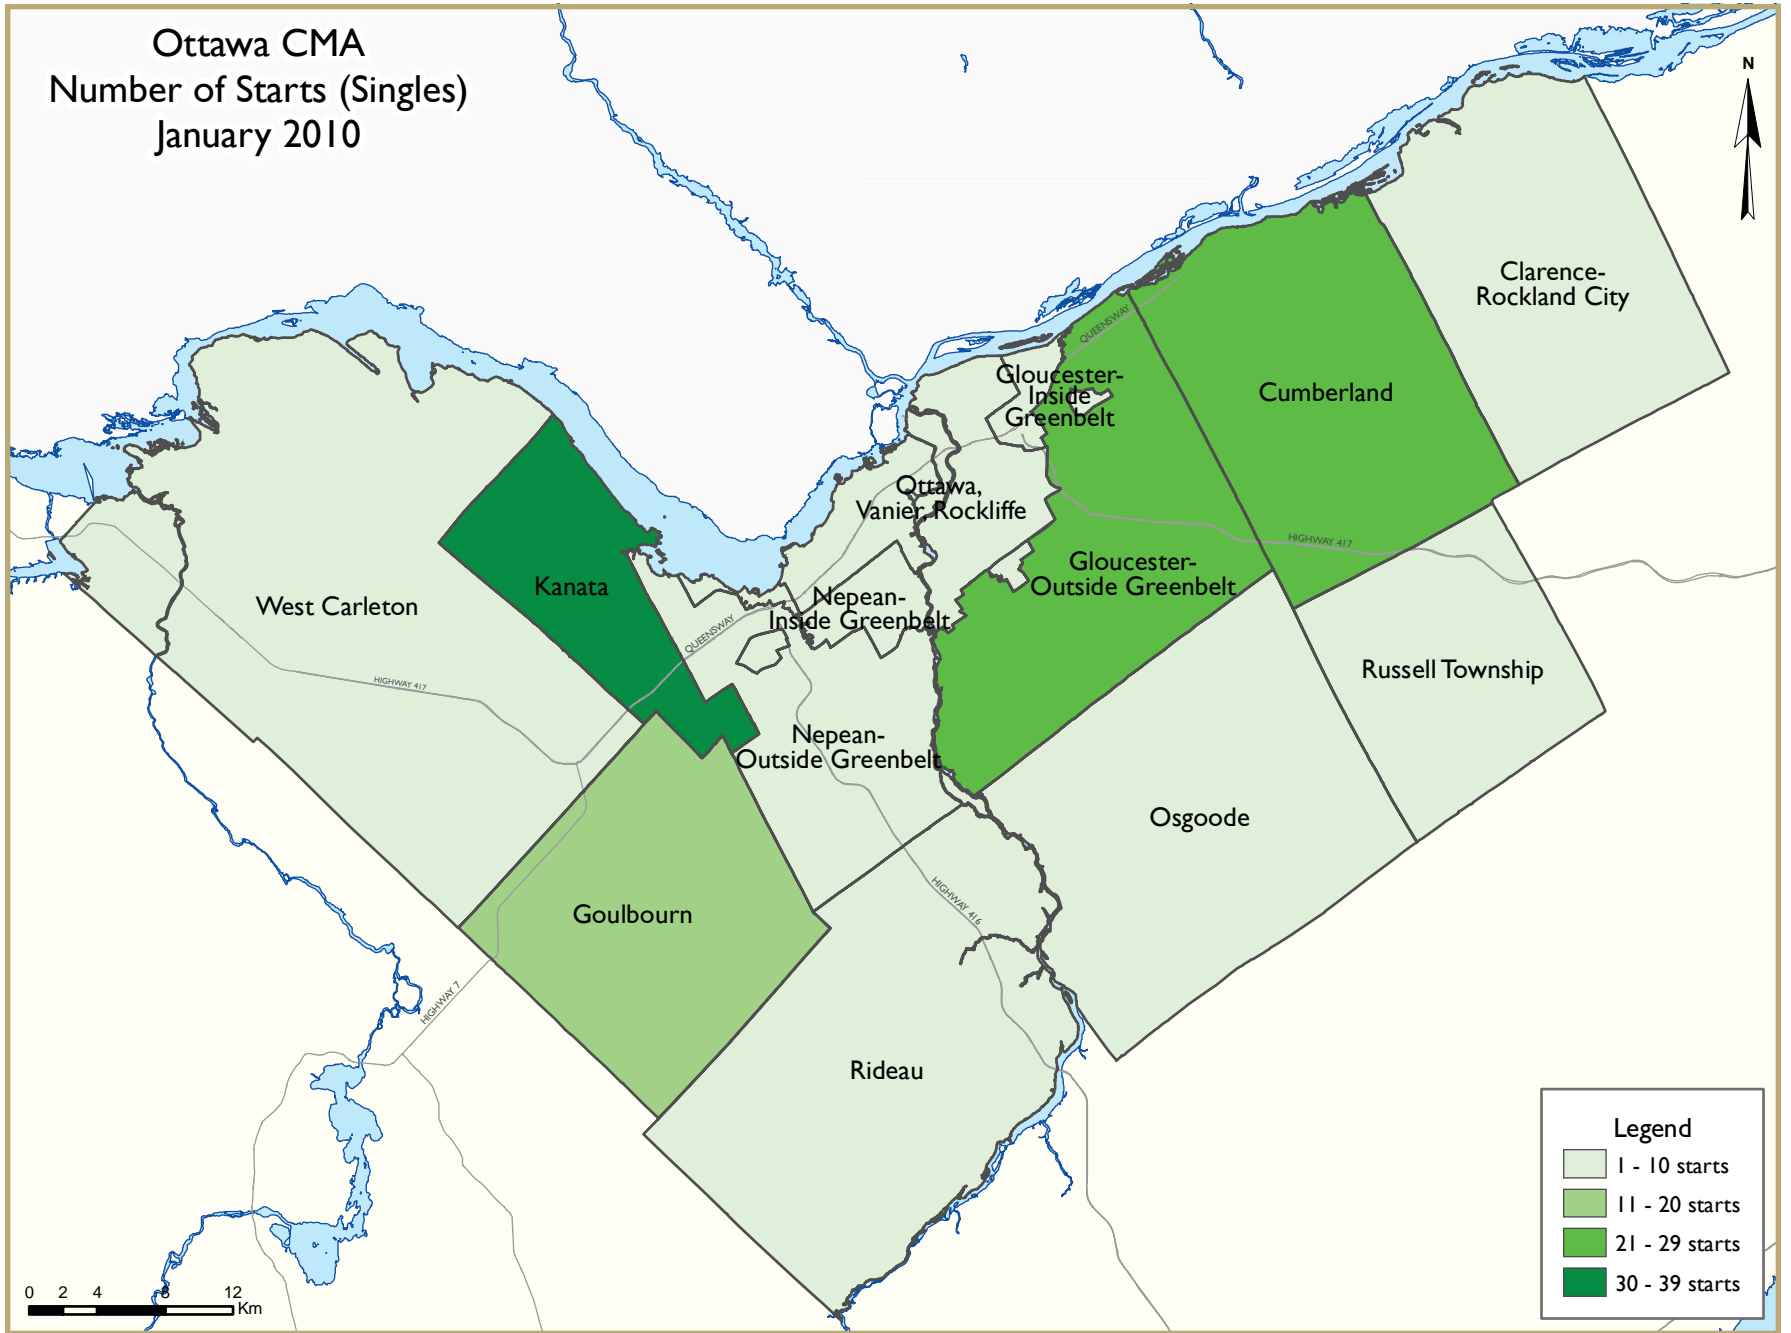 Ottawa CMA
Number of Starts (Singles)
January 2010
N
Clarence-
Rockland City
QUEENSWAY
Gloucester-
Inside
Greenbelt
Cumberland
Ottawa,
Vanier, Rockliffe
HIGHWAY 417
Gloucester-
Outside Greenbelt
Kanata
West Carleton
Nepean-
Inside Greenbelt
QUEENSWAY
Russell Township
HIGHWAY 417
Nepean-
Outside Greenbelt
Osgoode
Goulbourn
HIGHWAY 416
HIGHWAY 7
Rideau
Legend
1 - 10 starts
11 - 20 starts
21 - 29 starts
30 - 39 starts
0 2 4 8 12
Km